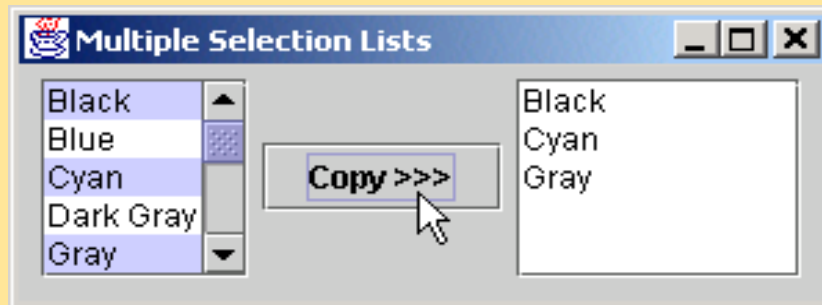 Multiple Selection Lists
Black
Blue
Cyan
Dark Gray
Gray
Copy >>>
Black
Cyan
Gray